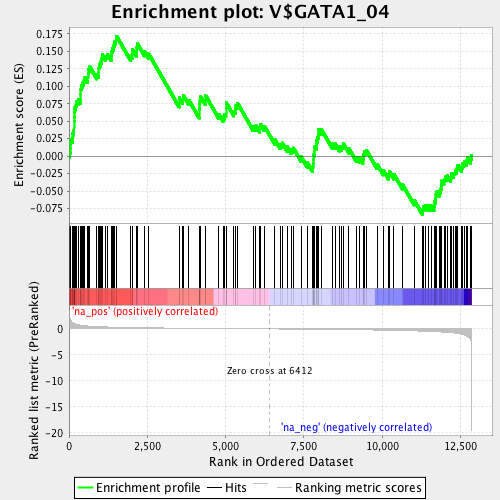 Enrichment plot: V$GATA1_04
Enrichment score (ES)
0.175
0.150
0.125
0.100
0.075
0.050
0.025
0.000
-0.025
-0.050
-0.075
'na_pos' (positively correlated)
Ranked list metric (PreRanked)
0
-5
-10
-15
-20
Zero cross at 6412
'na_neg' (negatively correlated)
0
2,500
5,000
7,500
10,000
12,500
Rank in Ordered Dataset
Enrichment profile
Hits
Ranking metric scores